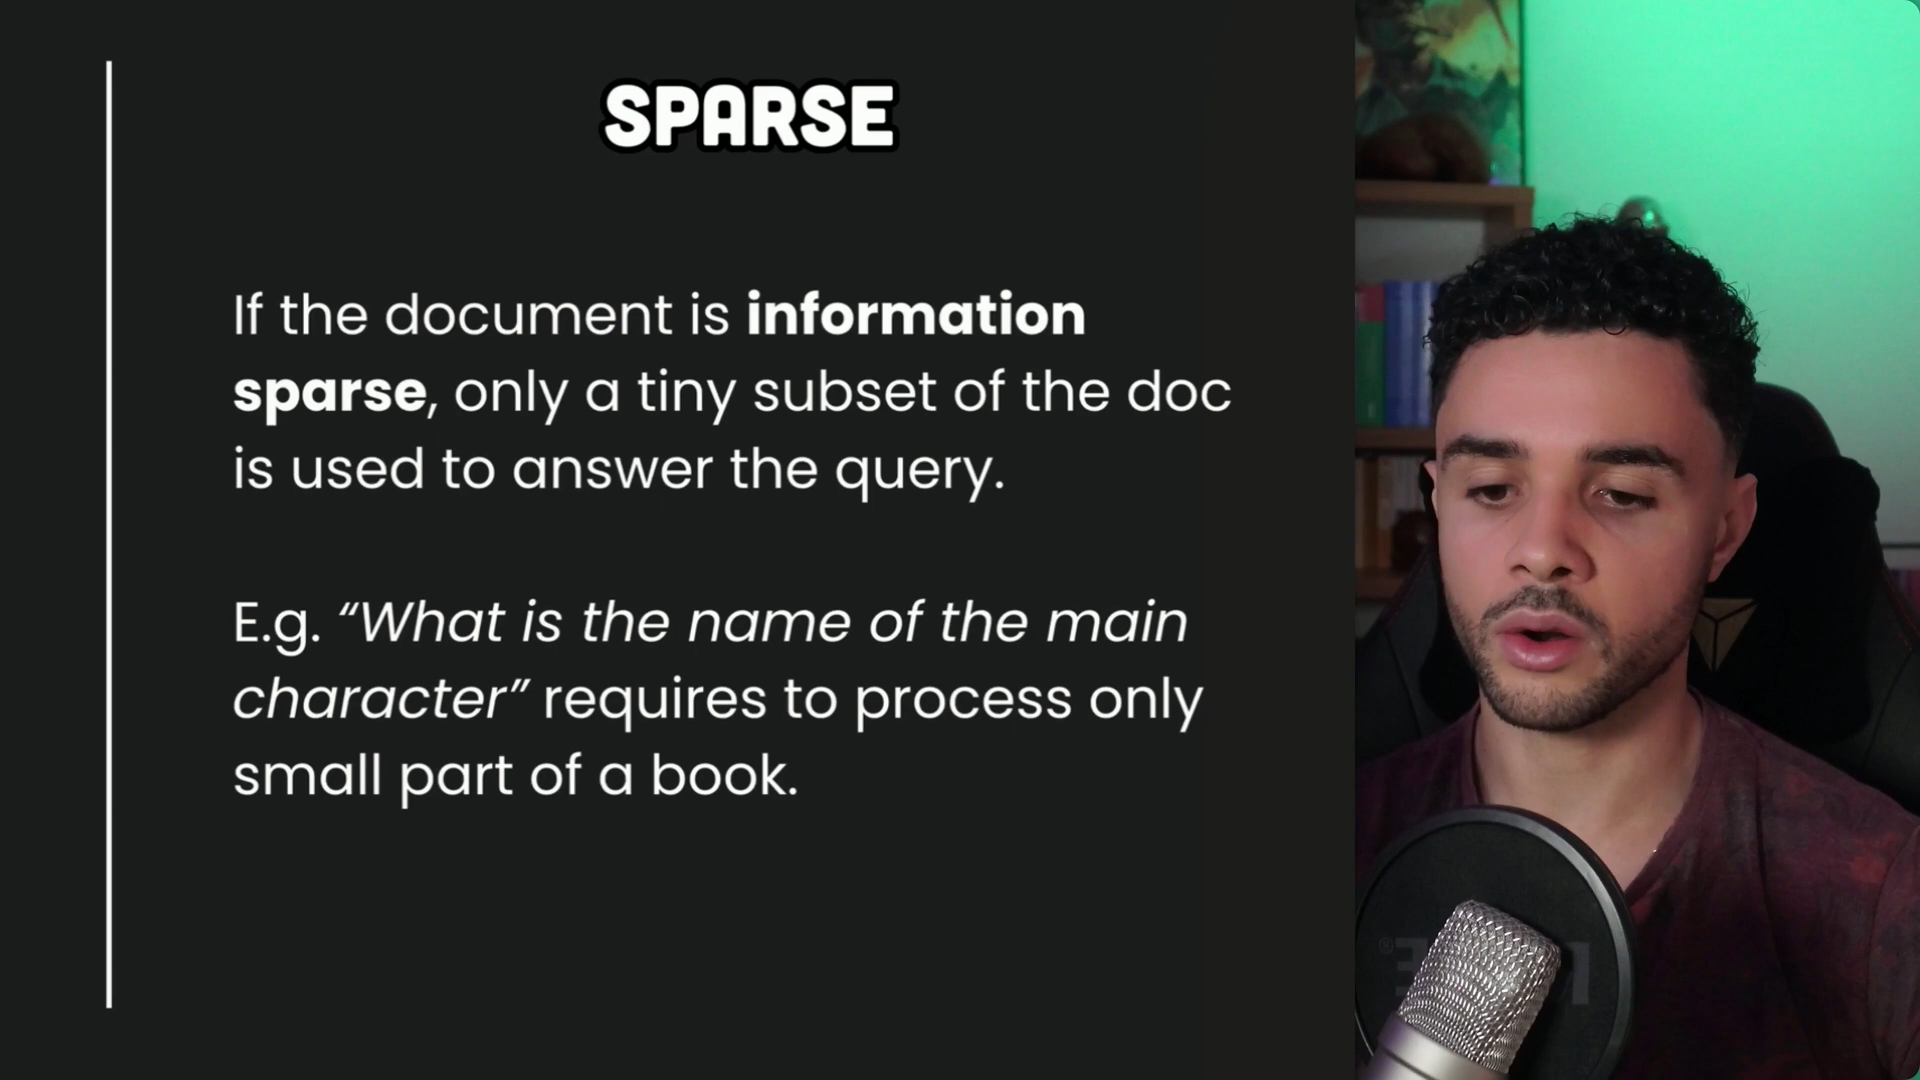 SPARSE
If the document is information
sparse, only a tiny subset of the doc
is used to answer the query.
E.g. “What is the name of the main
character” requires to process only
small part of a book.